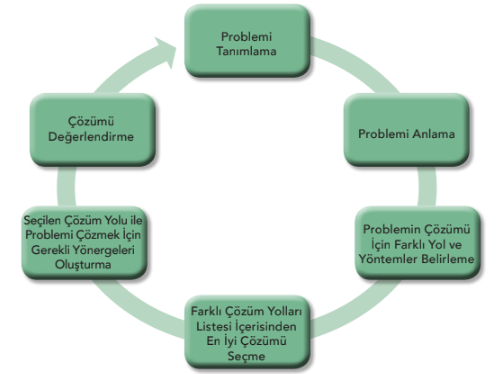 Problemi
Tanımlama
Problemi Anlama
Problemin Çözümü
İçin Farklı Yol ve
Yöntemler Belirleme
Farklı Çözüm Yolları
Listesi İçerisinden
En İyi Çözümü
Seçme
Seçilen Çözüm Yolu ile
Problemi Çözmek İçin
Gerekli Yönergeleri
Oluşturma
Çözümü
Değerlendirme